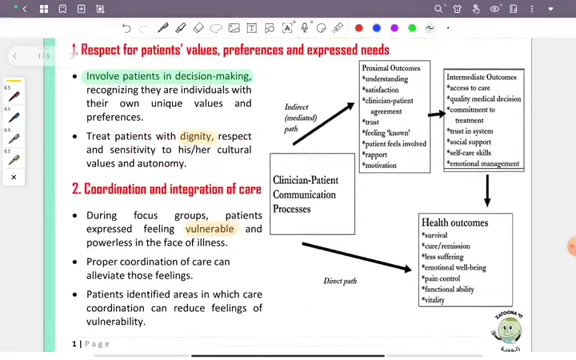 1/5
1. Respect for patients' values, preferences and expressed needs
Involve patients in decision-making,
recognizing they are individuals with
their own unique values and
preferences.
Treat patients with dignity, respect
and sensitivity to his/her cultural
values and autonomy.
2. Coordination and integration of care
During focus groups, patients
expressed feeling vulnerable and
powerless in the face of illness.
Proper coordination of care can
alleviate those feelings.
Patients identified areas in which care
coordination can reduce feelings of
vulnerability.
1 | Page
Indirect
(mediated)
path
Clinician-Patient
Communication
Processes
Direct path
Proximal Outcomes
*understanding
*satisfaction
*clinician-patient
agreement
*trust
*feeling 'known'
*patient feels involved
*rapport
*motivation
Intermediate Outcomes
*access to care
*quality medical decision
*commitment to
treatment
*trust in system
*social support
*self-care skills
*emotional management
Health outcomes
*survival
*cure/remission
*less suffering
*emotional well-being
*pain control
*functional ability
*vitality